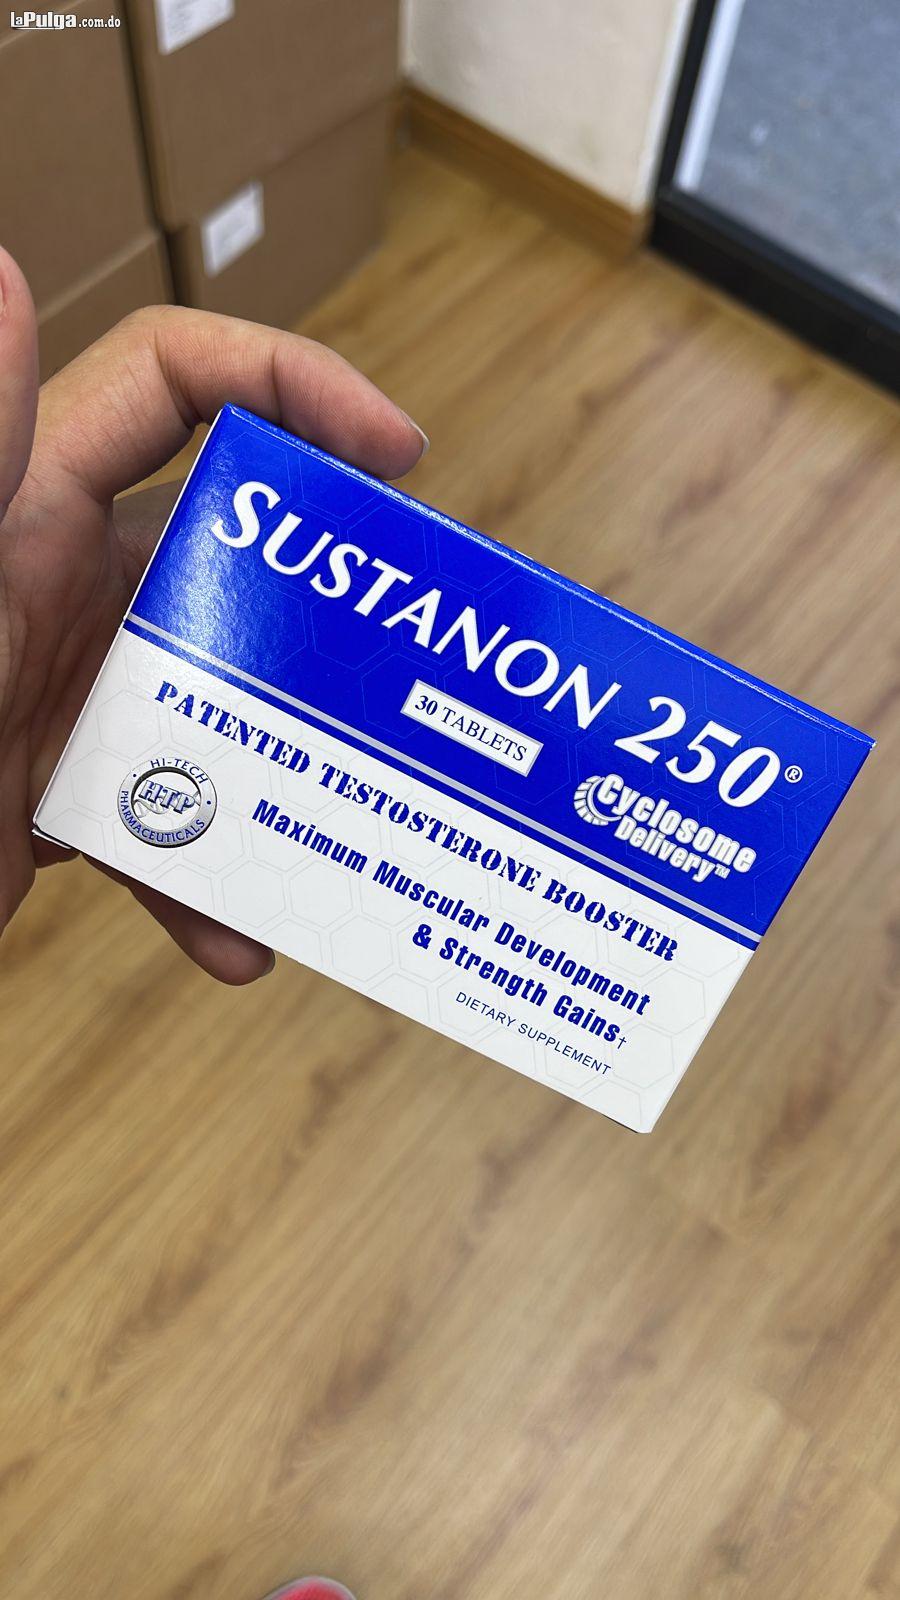 laPulga.com.do
SUSTANON 250®
30 TABLETS
Cyclosome
Delivery™
PATENTED TESTOSTERONE BOOSTER
HI-TECH
HTP
PHARMACEUTICALS
Maximum Muscular Development
& Strength Gains†
DIETARY SUPPLEMENT